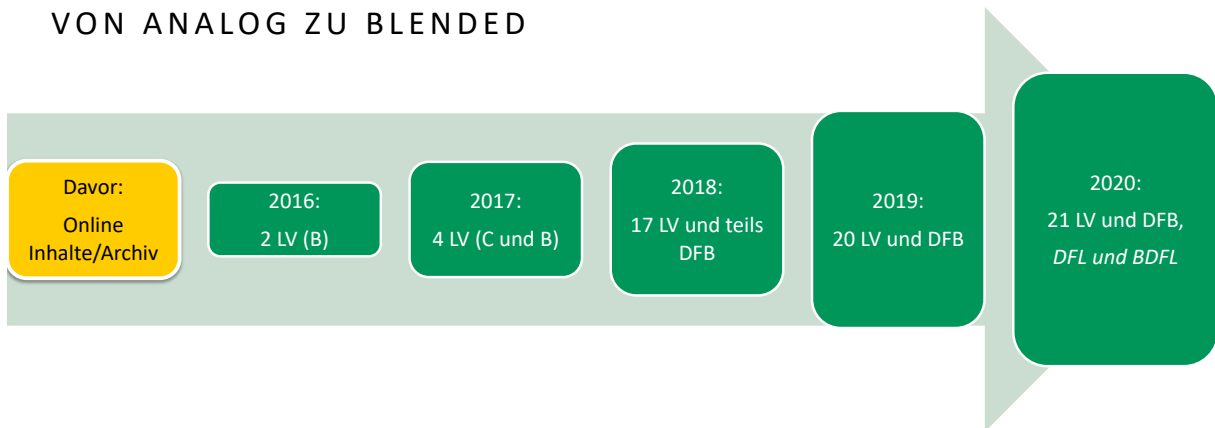 VON ANALOG ZU BLENDED
Davor:
Online
Inhalte/Archiv
2016:
2 LV (B)
2017:
4 LV (C und B)
2018:
17 LV und teils
DFB
2019:
20 LV und DFB
2020:
21 LV und DFB,
DFL und BDFL